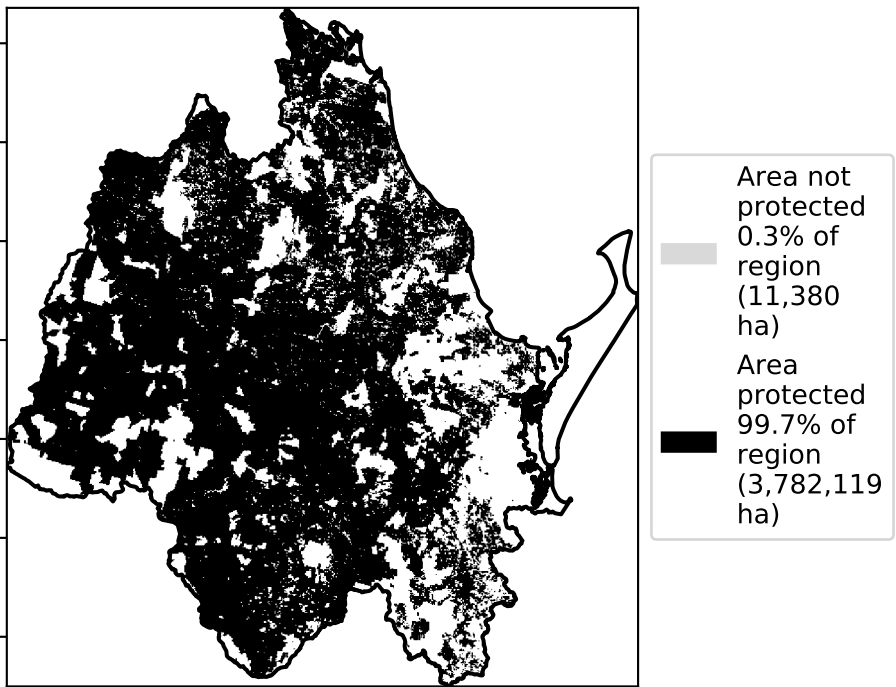 Area not
protected
0.3% of
region
(11,380
ha)
Area
protected
99.7% of
region
(3,782,119
ha)